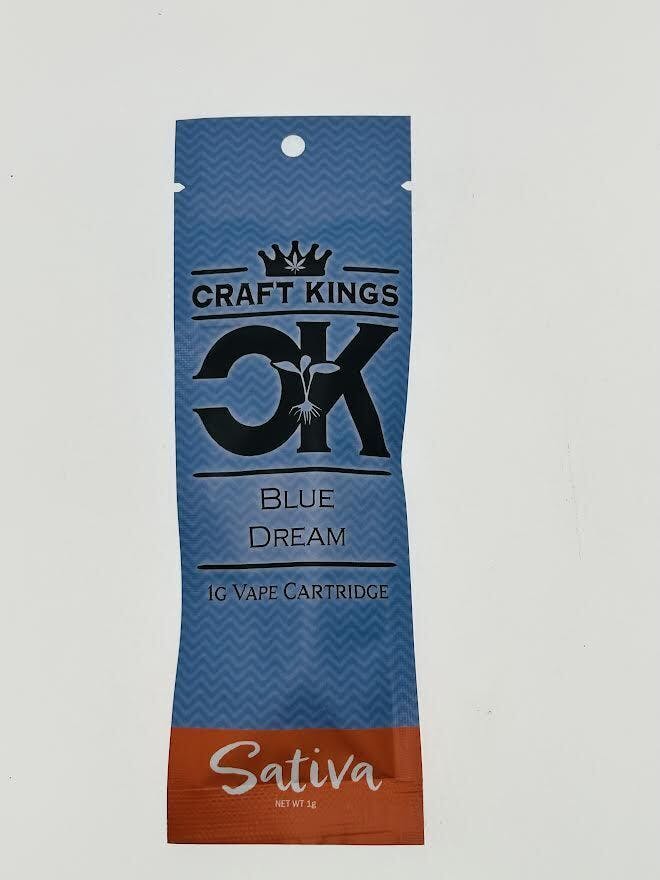 CRAFT KINGS
CK
BLUE
DREAM
1G VAPE CARTRIDGE
Sativa
NET WT 1g